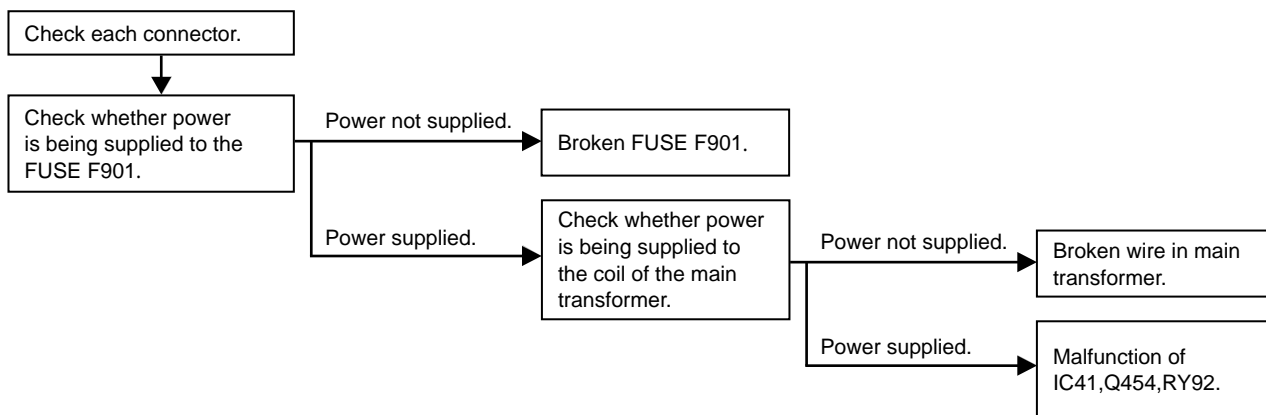 Check each connector.
Check whether power
is being supplied to the
FUSE F901.
Power not supplied.
Broken FUSE F901.
Power supplied.
Check whether power
is being supplied to
the coil of the main
transformer.
Power not supplied.
Broken wire in main
transformer.
Power supplied.
Malfunction of
IC41,Q454,RY92.